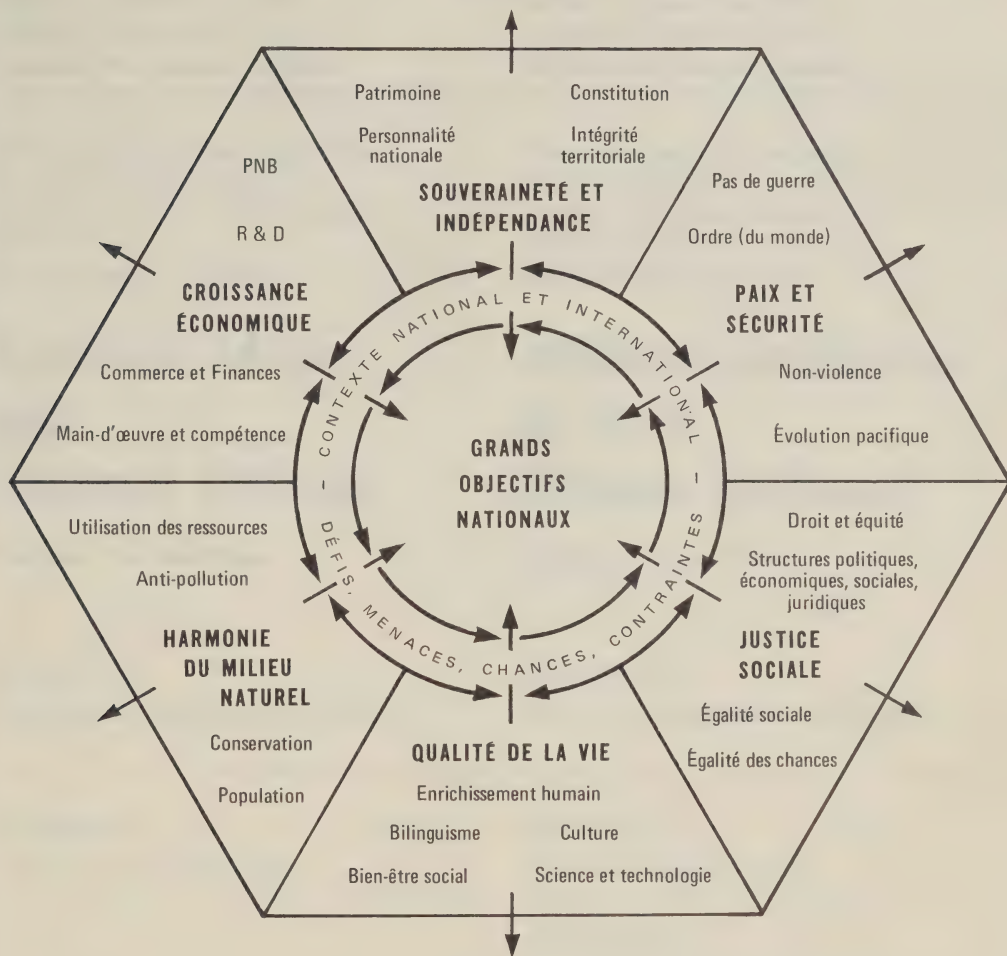 Patrimoine
Constitution
Personnalité
nationale
Intégrité
territoriale
SOUVERAINETÉ ET
INDÉPENDANCE
PNB
R & D
CROISSANCE
ÉCONOMIQUE
Commerce et Finances
Main-d'œuvre et compétence
Pas de guerre
Ordre (du monde)
PAIX ET
SÉCURITÉ
Non-violence
Évolution pacifique
– CONTEXTE NATIONAL ET INTERNATIONAL –
GRANDS
OBJECTIFS
NATIONAUX
DÉFIS, MENACES, CHANCES, CONTRAINTES
Utilisation des ressources
Anti-pollution
HARMONIE
DU MILIEU
NATUREL
Conservation
Population
Droit et équité
Structures politiques,
économiques, sociales,
juridiques
JUSTICE
SOCIALE
Égalité sociale
Égalité des chances
QUALITÉ DE LA VIE
Enrichissement humain
Bilinguisme
Culture
Bien-être social
Science et technologie